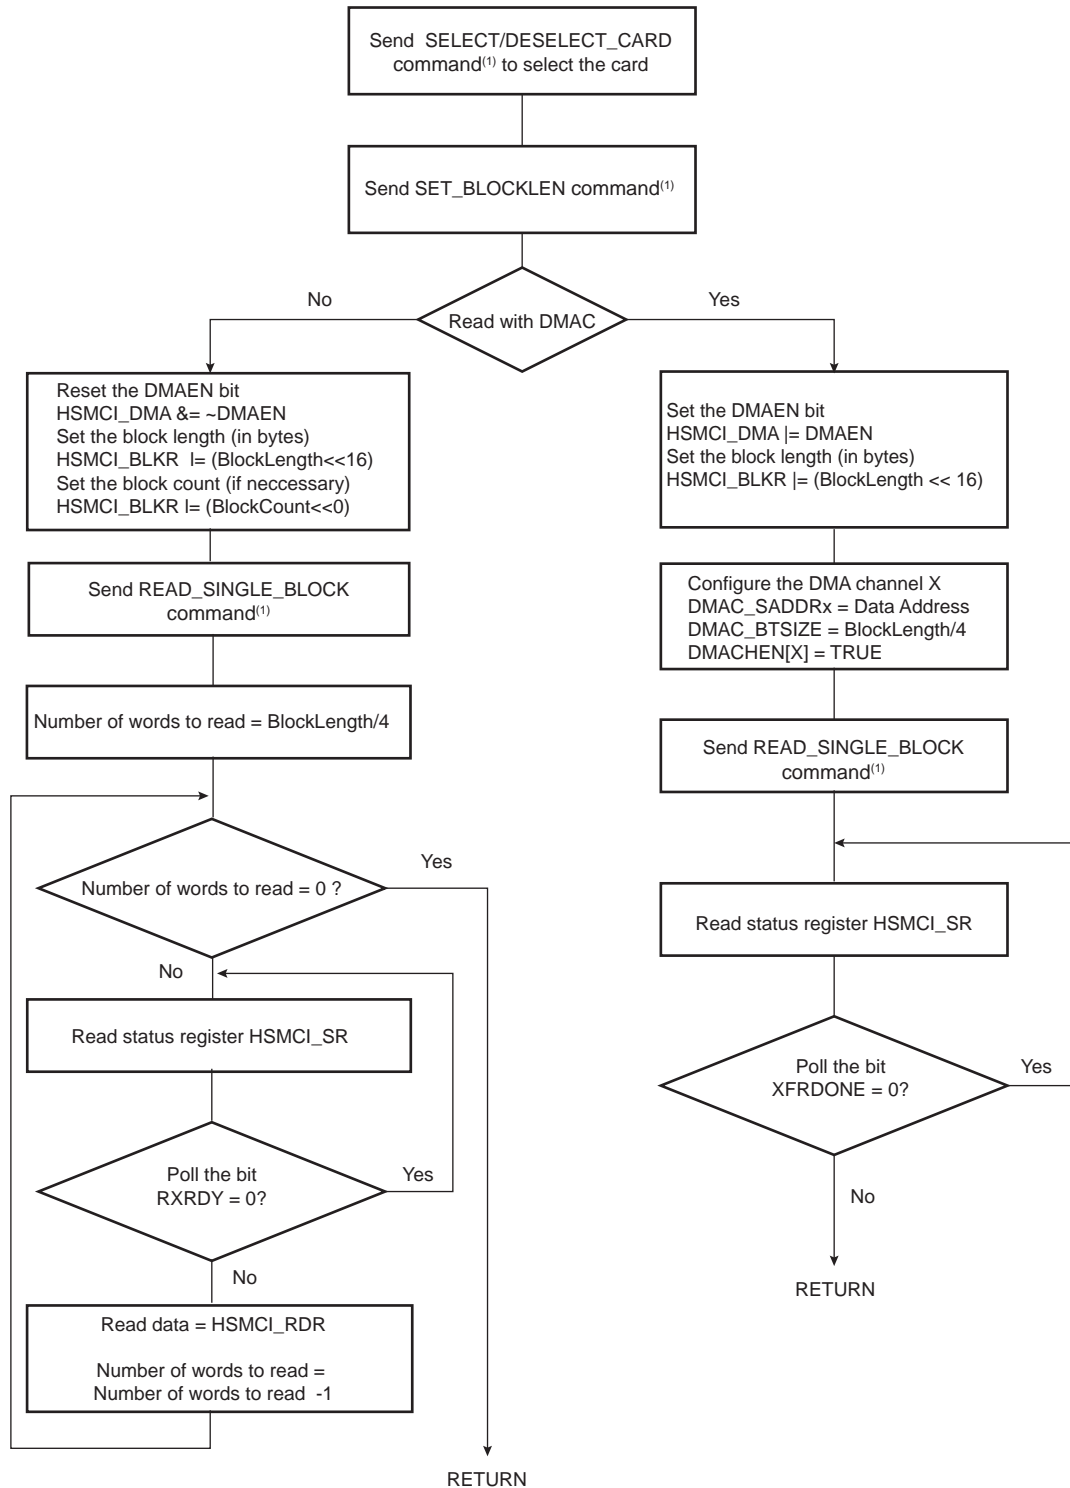 Send SELECT/DESELECT_CARD
command(1) to select the card
Send SET_BLOCKLEN command(1)
No
Yes
Read with DMAC
Reset the DMAEN bit
HSMCI_DMA &= ~DMAEN
Set the block length (in bytes)
HSMCI_BLKR |= (BlockLength<<16)
Set the block count (if neccessary)
HSMCI_BLKR |= (BlockCount<<0)
Send READ_SINGLE_BLOCK
command(1)
Number of words to read = BlockLength/4
Number of words to read = 0 ?
Yes
No
Read status register HSMCI_SR
Poll the bit
RXRDY = 0?
Yes
No
Read data = HSMCI_RDR
Number of words to read =
Number of words to read -1
RETURN
Set the DMAEN bit
HSMCI_DMA |= DMAEN
Set the block length (in bytes)
HSMCI_BLKR |= (BlockLength << 16)
Configure the DMA channel X
DMAC_SADDRx = Data Address
DMAC_BTSIZE = BlockLength/4
DMACHEN[X] = TRUE
Send READ_SINGLE_BLOCK
command(1)
Read status register HSMCI_SR
Poll the bit
XFRDONE = 0?
Yes
No
RETURN